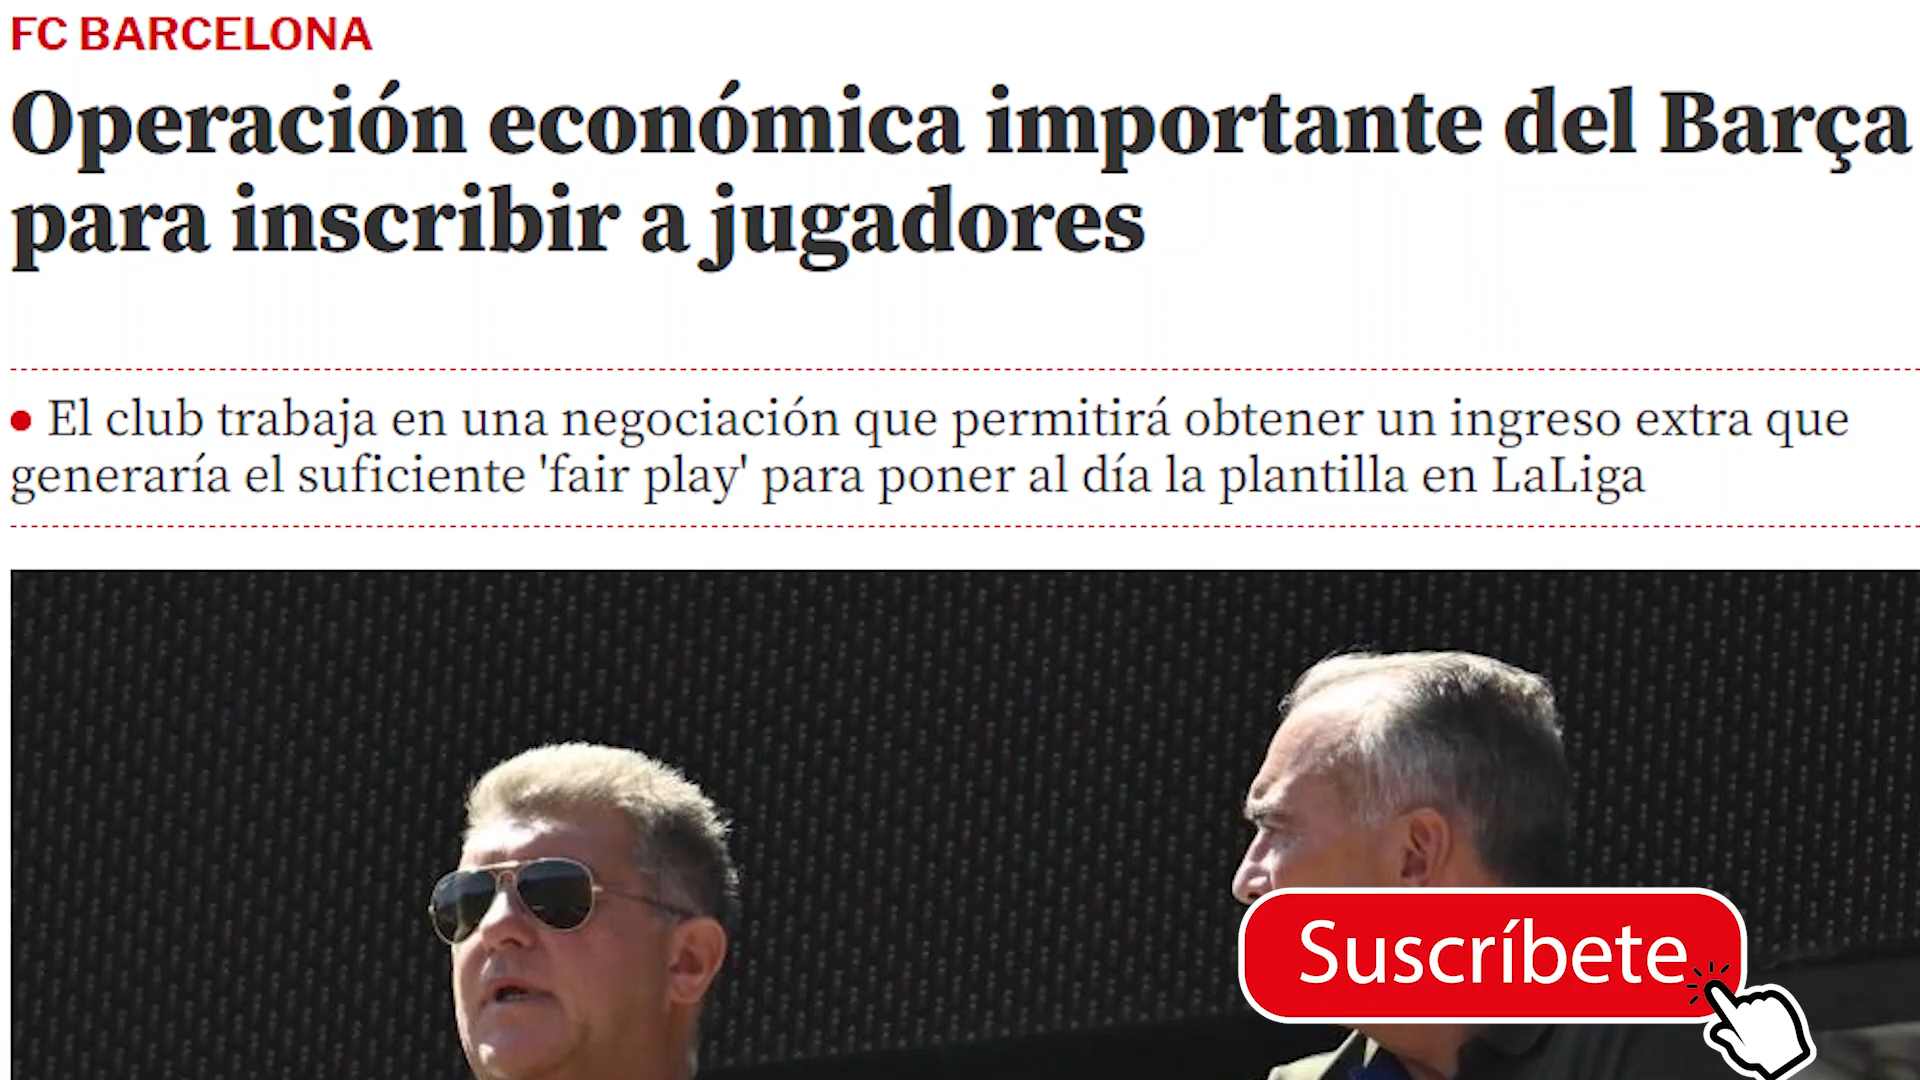 FC BARCELONA
Operación económica importante del Barça
para inscribir a jugadores
● El club trabaja en una negociación que permitirá obtener un ingreso extra que
generaría el suficiente 'fair play' para poner al día la plantilla en LaLiga
Suscríbete